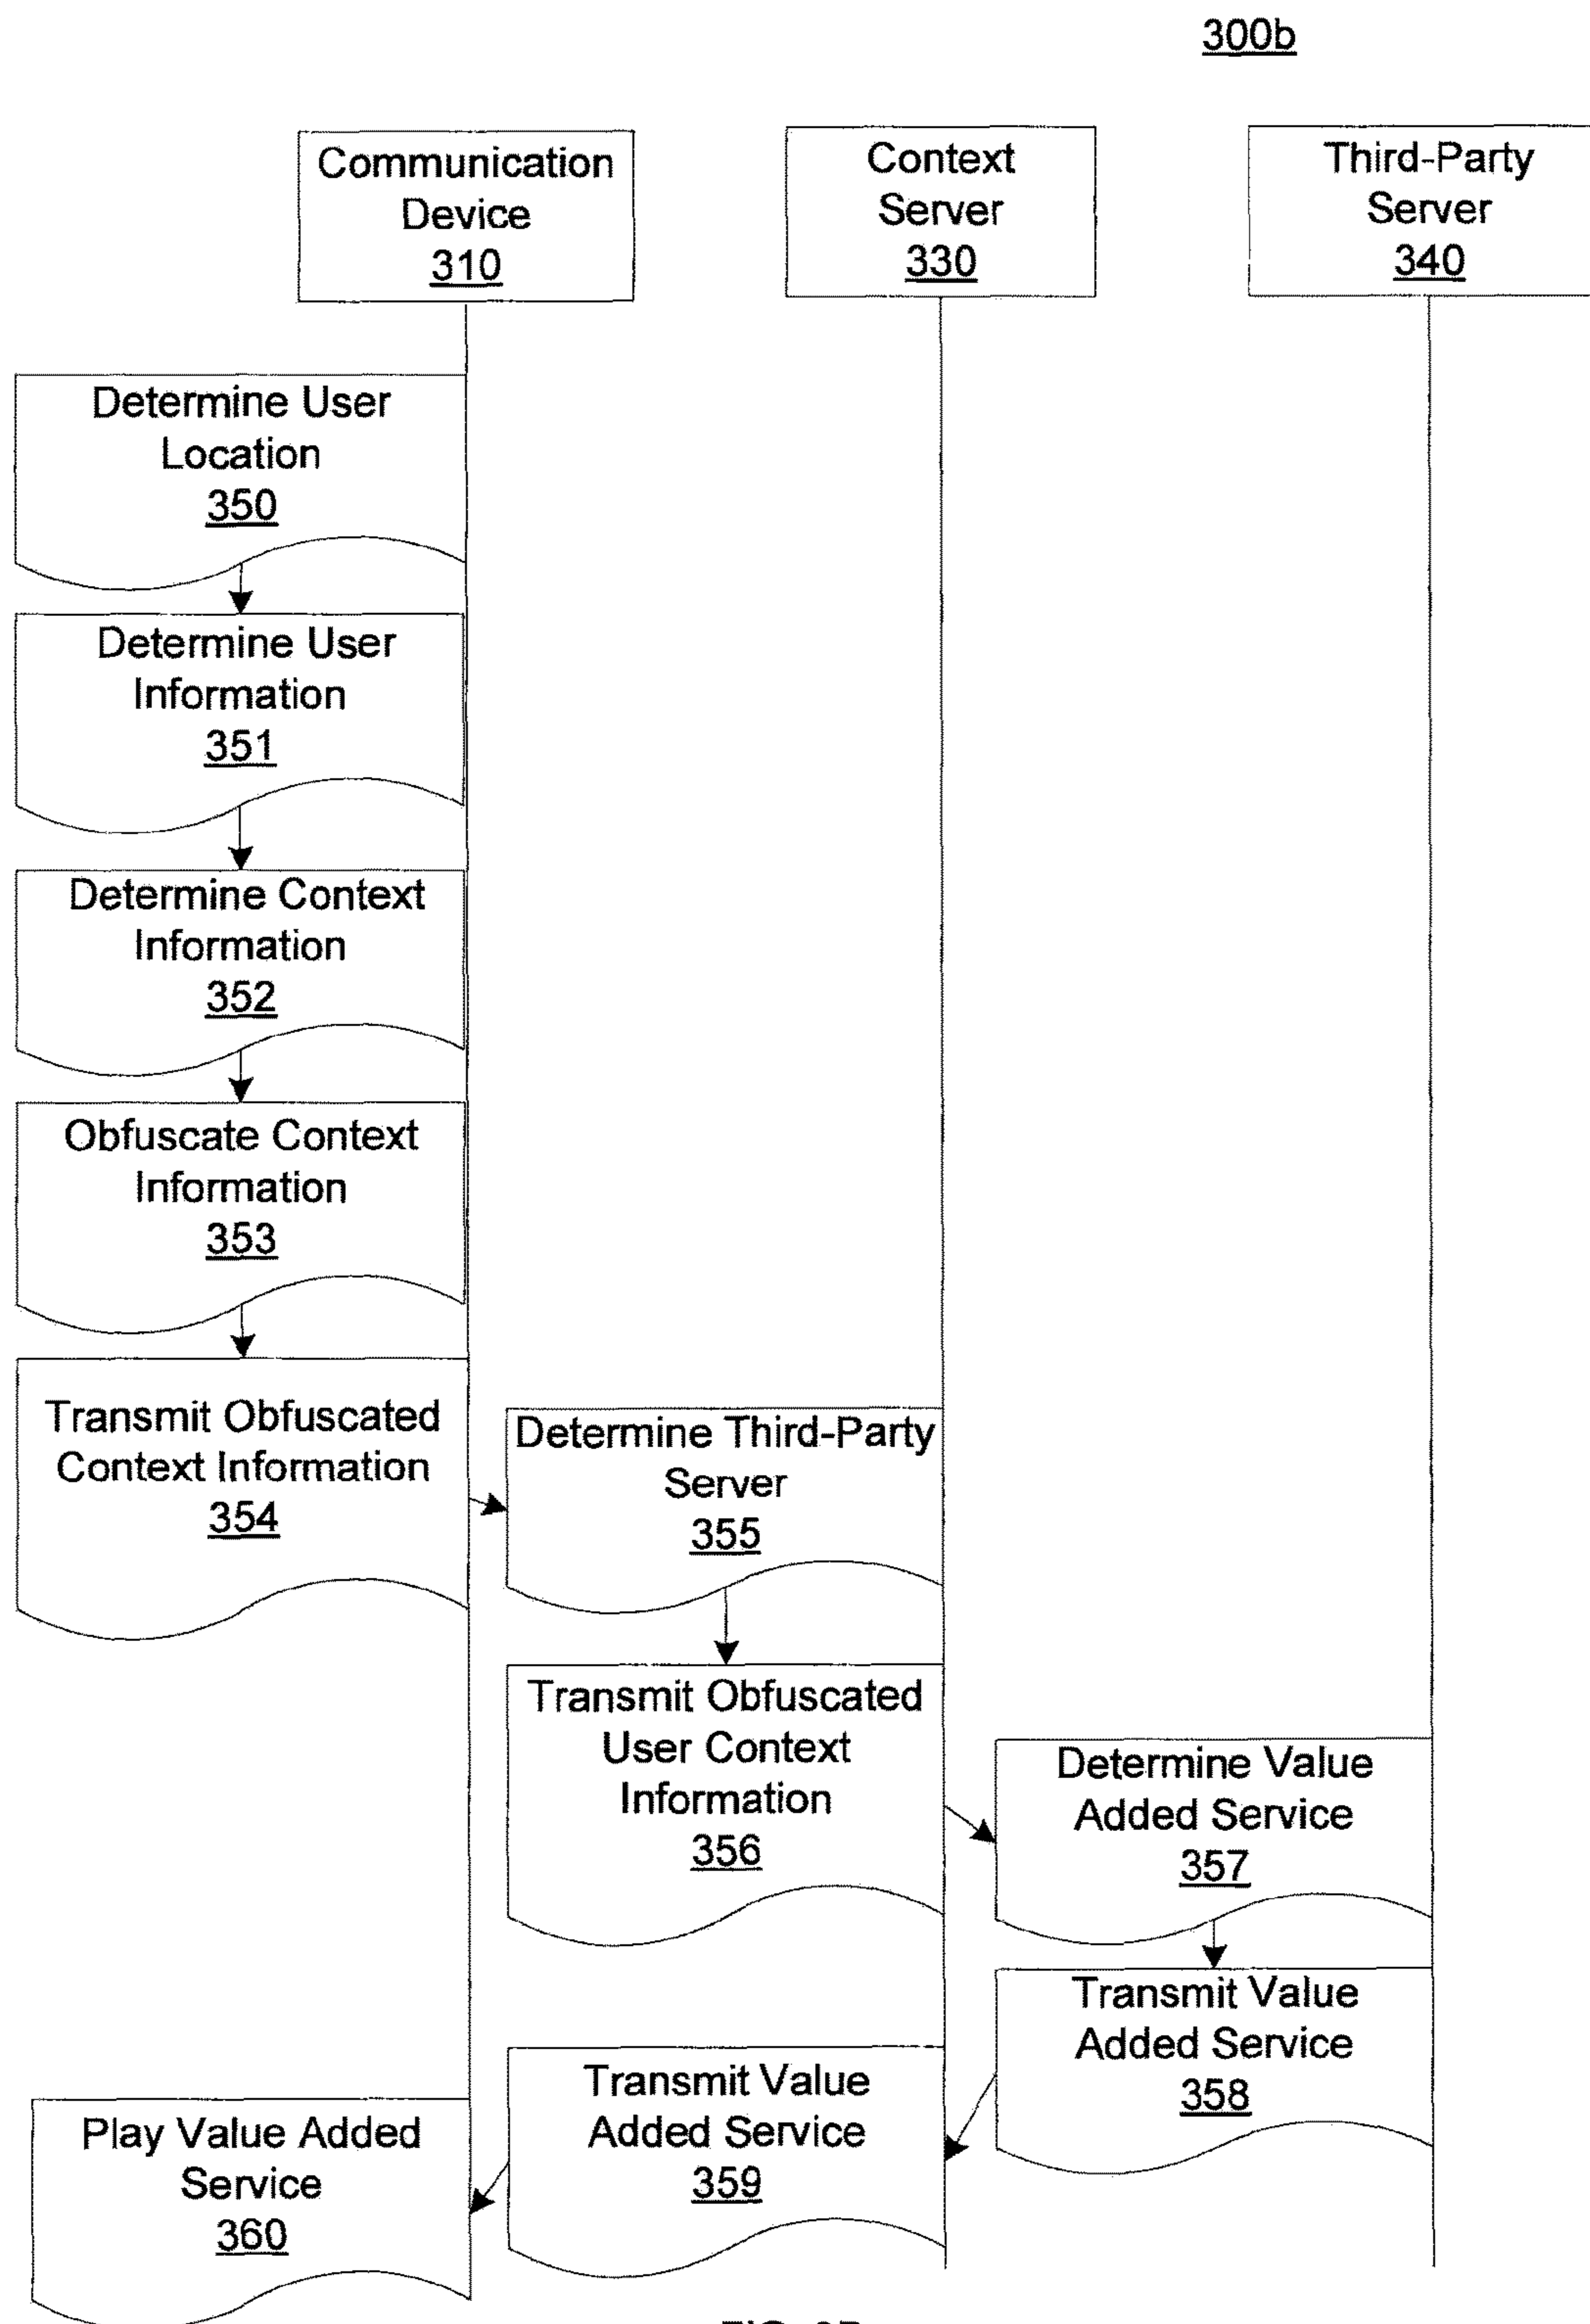 300b
Communication
Device
310
Context
Server
330
Third-Party
Server
340
Determine User
Location
350
Determine User
Information
351
Determine Context
Information
352
Obfuscate Context
Information
353
Transmit Obfuscated
Context Information
354
Determine Third-Party
Server
355
Transmit Obfuscated
User Context
Information
356
Determine Value
Added Service
357
Transmit Value
Added Service
358
Transmit Value
Added Service
359
Play Value Added
Service
360